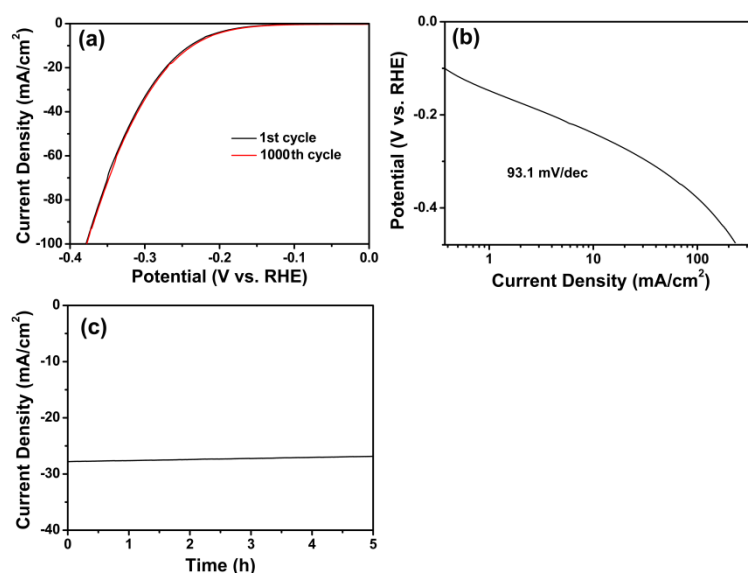 (a)
Current Density (mA/cm²)
0
-20
-40
-60
-80
-100
1st cycle
1000th cycle
-0.4
-0.3
-0.2
-0.1
0.0
Potential (V vs. RHE)
(b)
Potential (V vs. RHE)
0.0
-0.2
-0.4
93.1 mV/dec
1
10
100
Current Density (mA/cm²)
(c)
Current Density (mA/cm²)
0
-10
-20
-30
-40
0
1
2
3
4
5
Time (h)